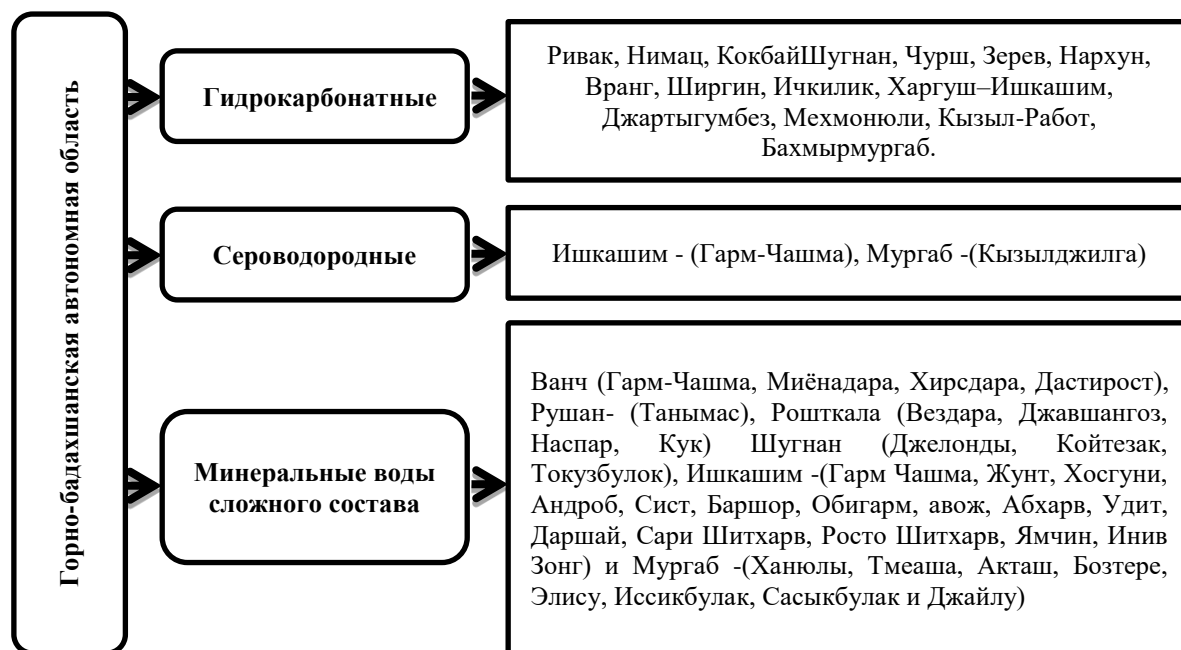 Горно-бадахшанская автономная область
Гидрокарбонатные
Ривак, Нимац, КокбайШугнан, Чурш, Зерев, Нархун,
Вранг, Ширгин, Ичкилик, Харгуш–Ишкашим,
Джартыгумбез, Мехмонюли, Кызыл-Работ,
Бахмырмургаб.
Сероводородные
Ишкашим - (Гарм-Чашма), Мургаб -(Кызылджилга)
Минеральные воды
сложного состава
Ванч (Гарм-Чашма, Миёнадара, Хирсдара, Дастирост),
Рушан- (Танымас), Рошткала (Вездара, Джавшангоз,
Наспар, Кук) Шугнан (Джелонды, Койтезак,
Токузбулок), Ишкашим -(Гарм Чашма, Жунт, Хосгуни,
Андроб, Сист, Баршор, Обигарм, авож, Абхарв, Удит,
Даршай, Сари Шитхарв, Росто Шитхарв, Ямчин, Инив
Зонг) и Мургаб -(Ханюлы, Тмеаша, Акташ, Бозтере,
Элису, Иссикбулак, Сасыкбулак и Джайлу)